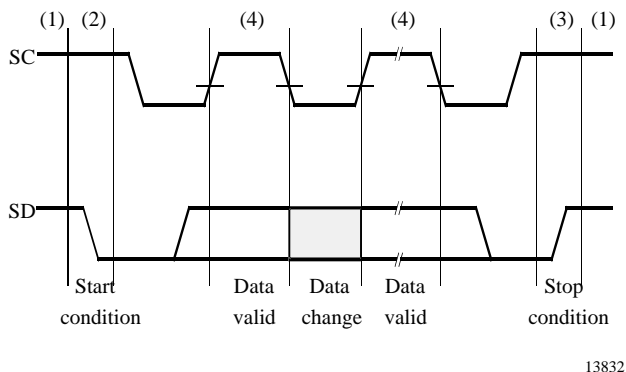 (1) (2) (4) (4) (3) (1)
SC
SD
Start condition
Data valid
Data change
Data valid
Stop condition
13832